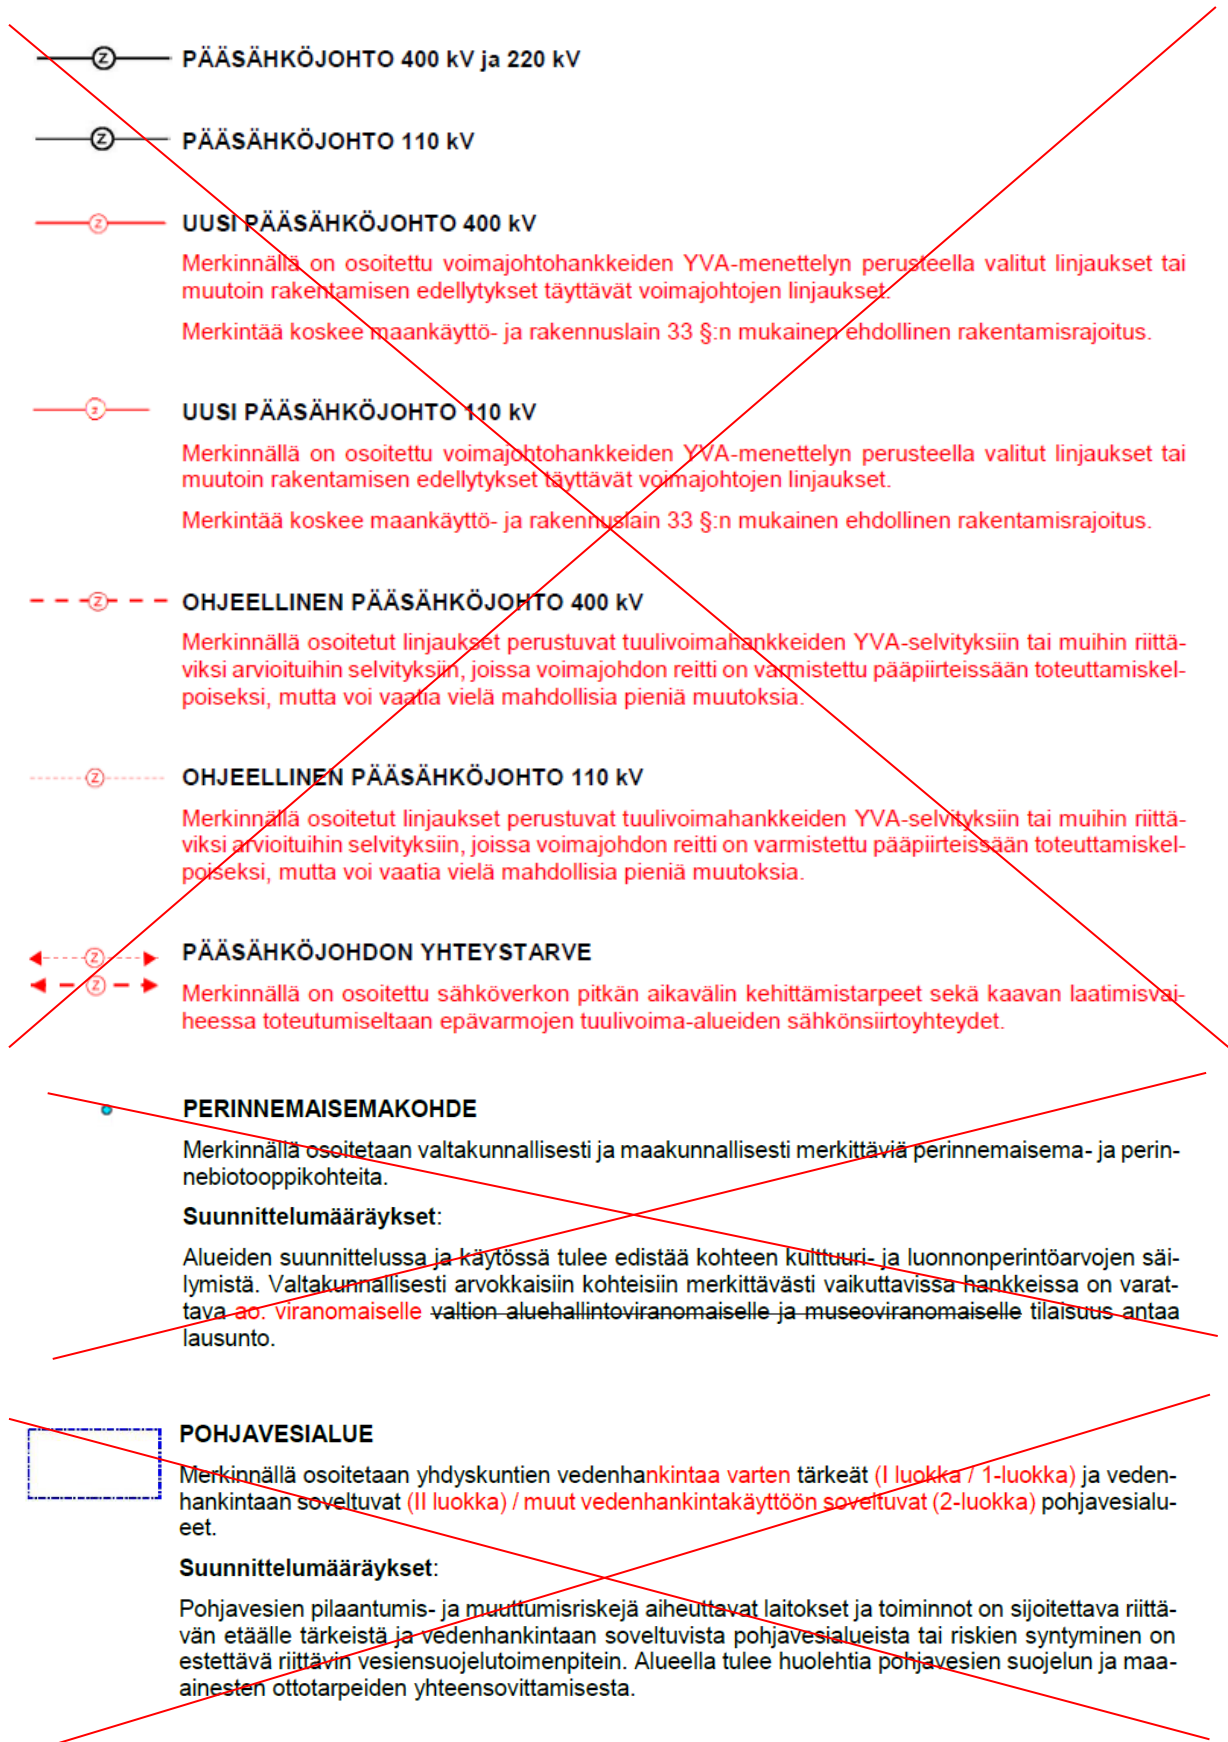 Z PÄÄSÄHKÖJOHTO 400 kV ja 220 kV
Z PÄÄSÄHKÖJOHTO 110 kV
Z UUSI PÄÄSÄHKÖJOHTO 400 kV
Merkinnällä on osoitettu voimajohtohankkeiden YVA-menettelyn perusteella valitut linjaukset tai
muutoin rakentamisen edellytykset täyttävät voimajohtojen linjaukset.
Merkintää koskee maankäyttö- ja rakennuslain 33 §:n mukainen ehdollinen rakentamisrajoitus.
z UUSI PÄÄSÄHKÖJOHTO 110 kV
Merkinnällä on osoitettu voimajohtohankkeiden YVA-menettelyn perusteella valitut linjaukset tai
muutoin rakentamisen edellytykset täyttävät voimajohtojen linjaukset.
Merkintää koskee maankäyttö- ja rakennuslain 33 §:n mukainen ehdollinen rakentamisrajoitus.
Z OHJEELLINEN PÄÄSÄHKÖJOHTO 400 kV
Merkinnällä osoitetut linjaukset perustuvat tuulivoimahankkeiden YVA-selvityksiin tai muihin riittä-
viksi arvioituihin selvityksiin, joissa voimajohdon reitti on varmistettu pääpiirteissään toteuttamiskel-
poiseksi, mutta voi vaatia vielä mahdollisia pieniä muutoksia.
Z OHJEELLINEN PÄÄSÄHKÖJOHTO 110 kV
Merkinnällä osoitetut linjaukset perustuvat tuulivoimahankkeiden YVA-selvityksiin tai muihin riittä-
viksi arvioituihin selvityksiin, joissa voimajohdon reitti on varmistettu pääpiirteissään toteuttamiskel-
poiseksi, mutta voi vaatia vielä mahdollisia pieniä muutoksia.
Z PÄÄSÄHKÖJOHDON YHTEYSTARVE
Z
Merkinnällä on osoitettu sähköverkon pitkän aikavälin kehittämistarpeet sekä kaavan laatimisvai-
heessa toteutumiseltaan epävarmojen tuulivoima-alueiden sähkönsiirtoyhteydet.
PERINNEMAISEMAKOHDE
Merkinnällä osoitetaan valtakunnallisesti ja maakunnallisesti merkittäviä perinnemaisema- ja perin-
nebiotooppikohteita.
Suunnittelumääräykset:
Alueiden suunnittelussa ja käytössä tulee edistää kohteen kulttuuri- ja luonnonperintöarvojen säi-
lymistä. Valtakunnallisesti arvokkaisiin kohteisiin merkittävästi vaikuttavissa hankkeissa on varat-
tava ao. viranomaiselle valtion aluehallintoviranomaiselle ja museoviranomaiselle tilaisuus antaa
lausunto.
POHJAVESIALUE
Merkinnällä osoitetaan yhdyskuntien vedenhankintaa varten tärkeät (I luokka / 1-luokka) ja veden-
hankintaan soveltuvat (II luokka) / muut vedenhankintakäyttöön soveltuvat (2-luokka) pohjavesialu-
eet.
Suunnittelumääräykset:
Pohjavesien pilaantumis- ja muuttumisriskejä aiheuttavat laitokset ja toiminnot on sijoitettava riittä-
vän etäälle tärkeistä ja vedenhankintaan soveltuvista pohjavesialueista tai riskien syntyminen on
estettävä riittävin vesiensuojelutoimenpitein. Alueella tulee huolehtia pohjavesien suojelun ja maa-
ainesten ottotarpeiden yhteensovittamisesta.